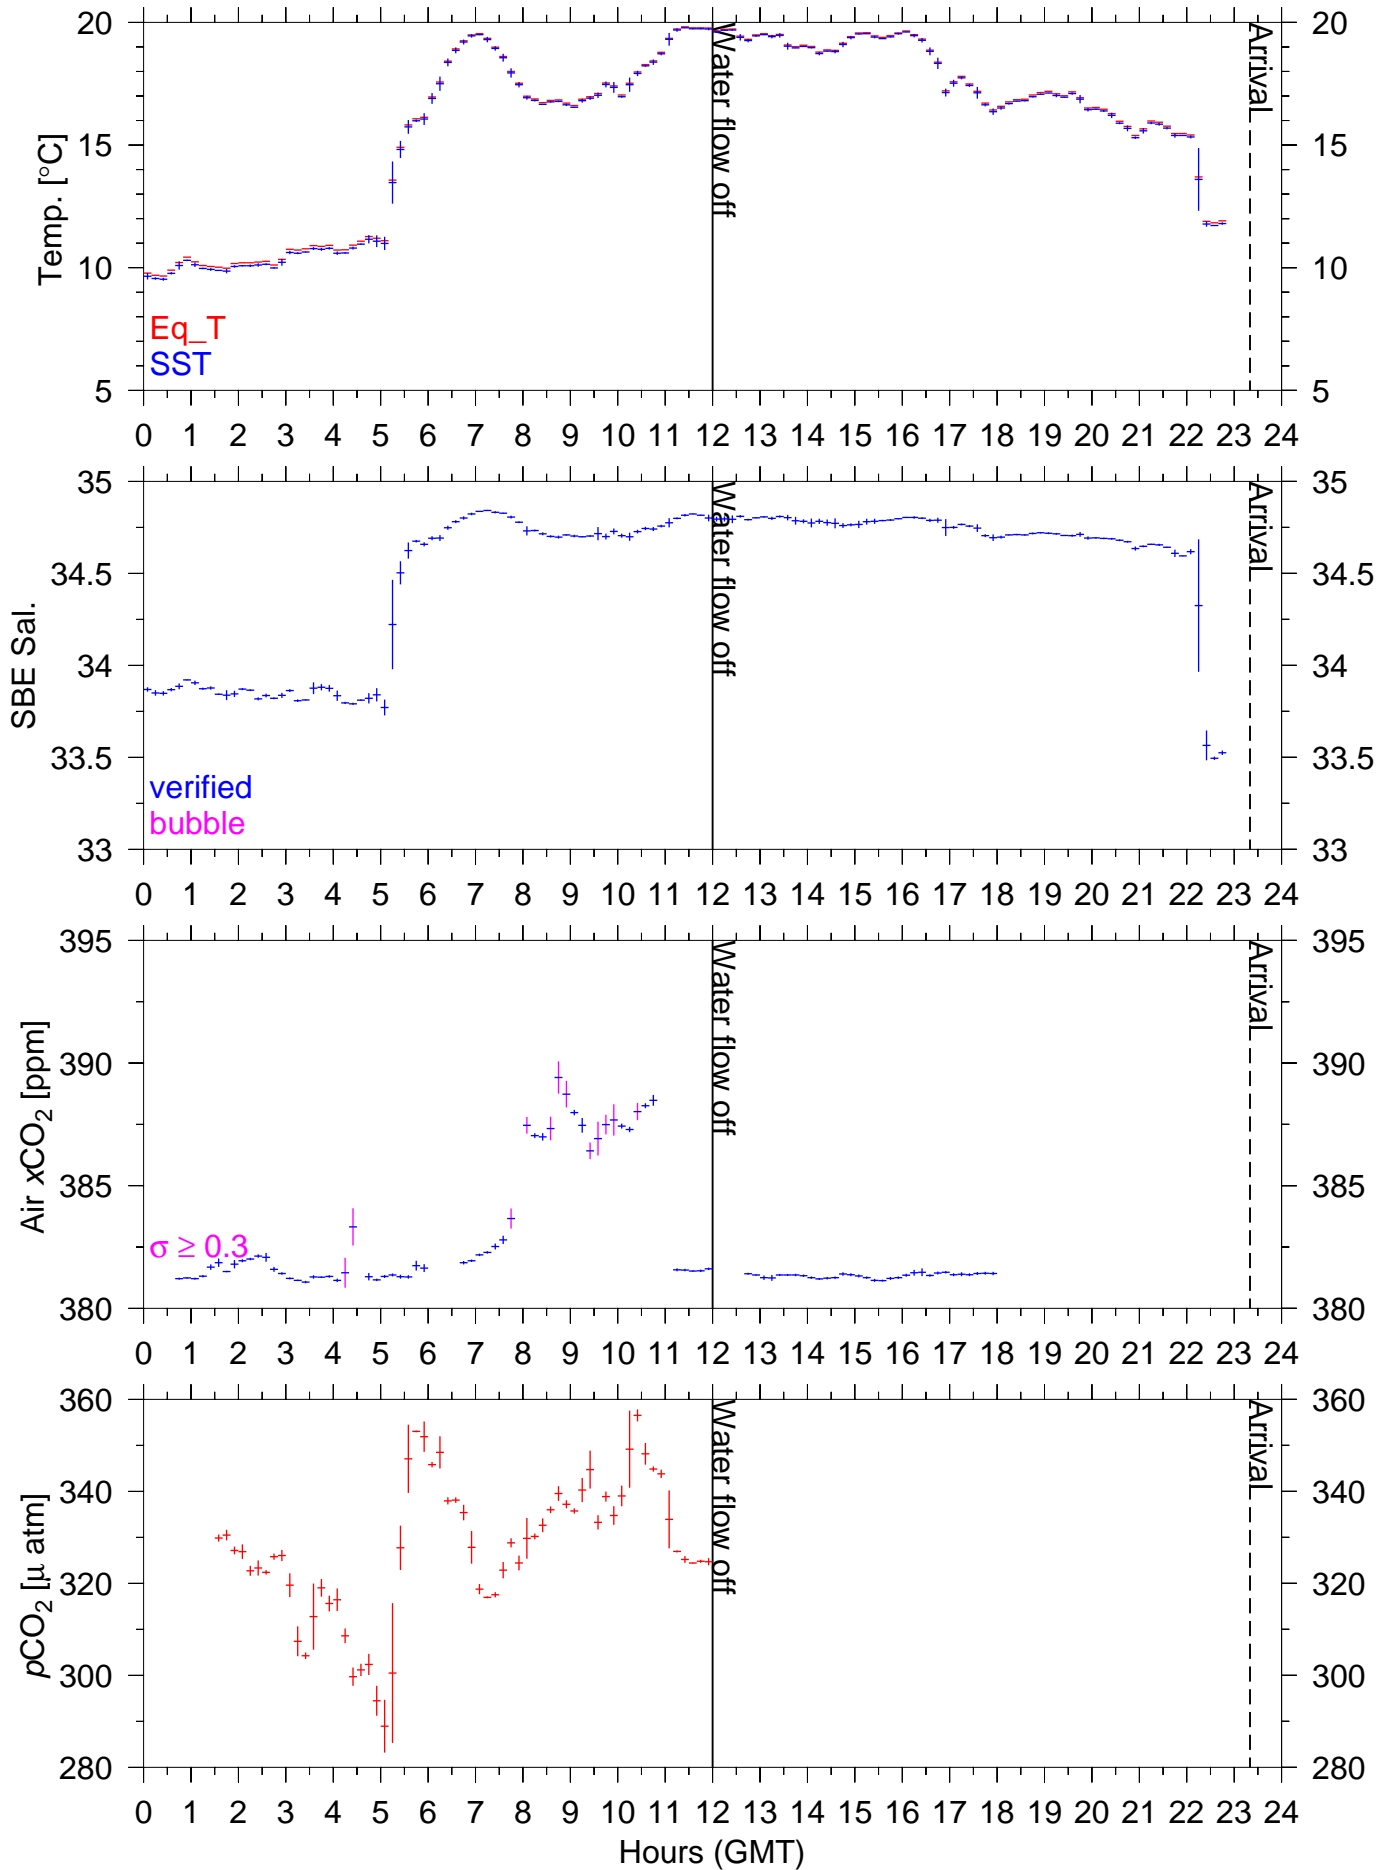 20
15
10
5
Temp. [°C]
Eq_T
SST
Water flow off
Arrival
20
15
10
5
0 1 2 3 4 5 6 7 8 9 10 11 12 13 14 15 16 17 18 19 20 21 22 23 24
35
34.5
34
33.5
33
SBE Sal.
verified
bubble
Water flow off
Arrival
35
34.5
34
33.5
33
0 1 2 3 4 5 6 7 8 9 10 11 12 13 14 15 16 17 18 19 20 21 22 23 24
395
390
385
380
Air xCO₂ [ppm]
σ ≥ 0.3
Water flow off
Arrival
395
390
385
380
0 1 2 3 4 5 6 7 8 9 10 11 12 13 14 15 16 17 18 19 20 21 22 23 24
360
340
320
300
280
pCO₂ [μ atm]
Water flow off
Arrival
360
340
320
300
280
0 1 2 3 4 5 6 7 8 9 10 11 12 13 14 15 16 17 18 19 20 21 22 23 24
Hours (GMT)